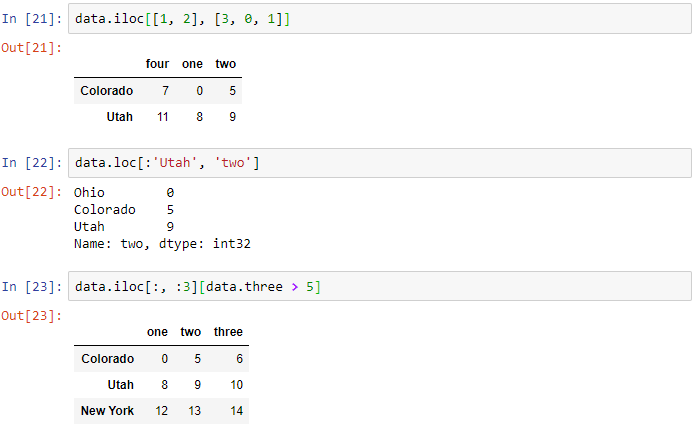 In [21]: data.iloc[[1, 2], [3, 0, 1]]
Out[21]:
four one two
Colorado 7 0 5
Utah 11 8 9
In [22]: data.loc[:'Utah', 'two']
Out[22]: Ohio 0
Colorado 5
Utah 9
Name: two, dtype: int32
In [23]: data.iloc[:, :3][data.three > 5]
Out[23]:
one two three
Colorado 0 5 6
Utah 8 9 10
New York 12 13 14